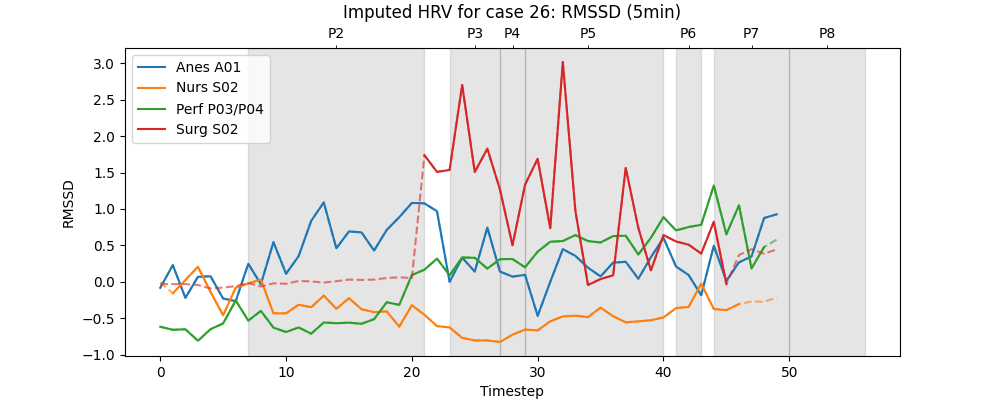 Imputed HRV for case 26: RMSSD (5min)
P2 P3 P4 P5 P6 P7 P8
Anes A01
Nurs S02
Perf P03/P04
Surg S02
3.0
2.5
2.0
1.5
1.0
0.5
0.0
−0.5
−1.0
RMSSD
0 10 20 30 40 50
Timestep